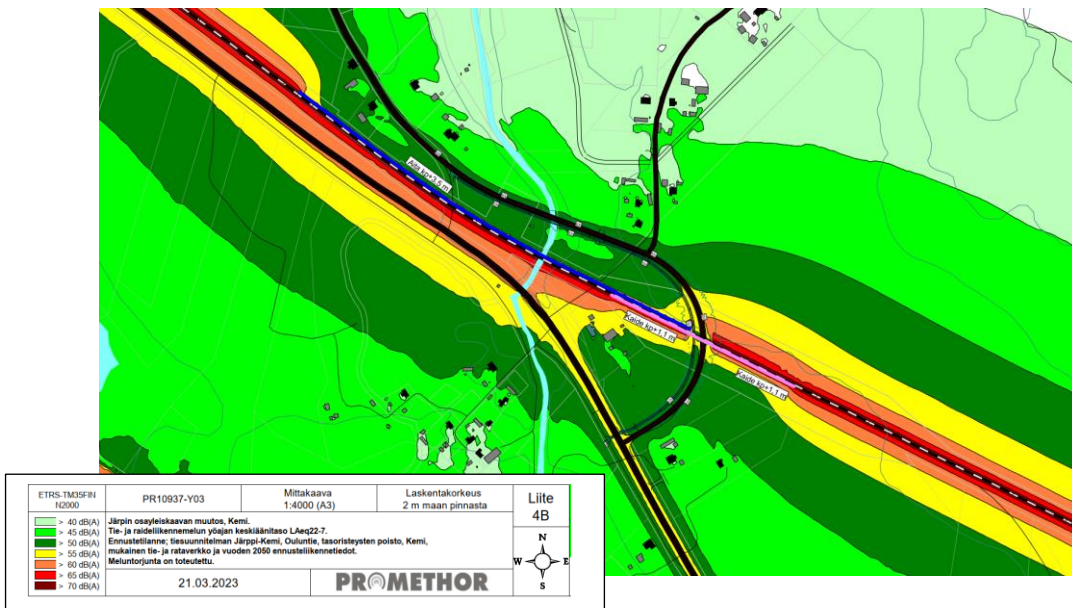 Aita kp+3,5 m
Kaide kp+1,1 m
Kaide kp+1,1 m
ETRS-TM35FIN
N2000
PR10937-Y03
Mittakaava
1:4000 (A3)
Laskentakorkeus
2 m maan pinnasta
Liite
4B
> 40 dB(A)
> 45 dB(A)
> 50 dB(A)
> 55 dB(A)
> 60 dB(A)
> 65 dB(A)
> 70 dB(A)
Järpin osayleiskaavan muutos, Kemi.
Tie- ja raideliikennemelun yöajan keskiäänitaso LAeq22-7.
Ennustetilanne; tiesuunnitelman Järppi-Kemi, Ouluntie, tasoristeysten poisto, Kemi,
mukainen tie- ja rataverkko ja vuoden 2050 ennusteliikennetiedot.
Meluntorjunta on toteutettu.
21.03.2023
PROMETHOR
N
W E
S